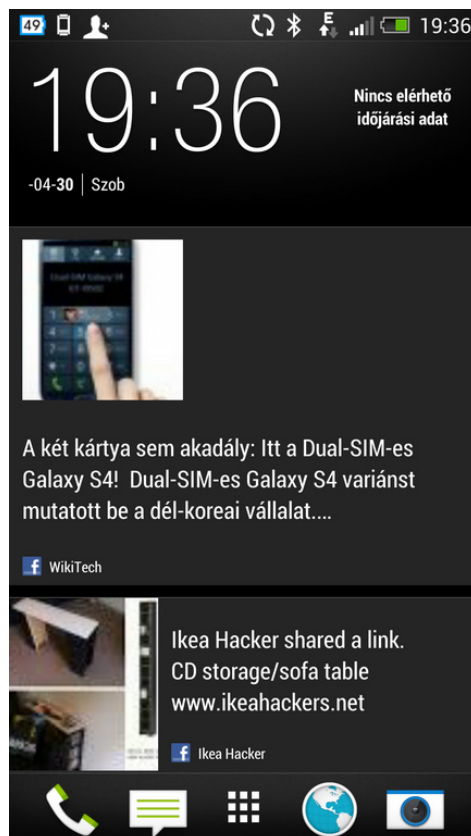 49
E
19:36
19:36
Nincs elérhető
időjárási adat
-04-30 | Szob
Dual-SIM Galaxy S4
A két kártya sem akadály: Itt a Dual-SIM-es
Galaxy S4!  Dual-SIM-es Galaxy S4 variánst
mutatott be a dél-koreai vállalat....
WikiTech
Ikea Hacker shared a link.
CD storage/sofa table
www.ikeahackers.net
Ikea Hacker